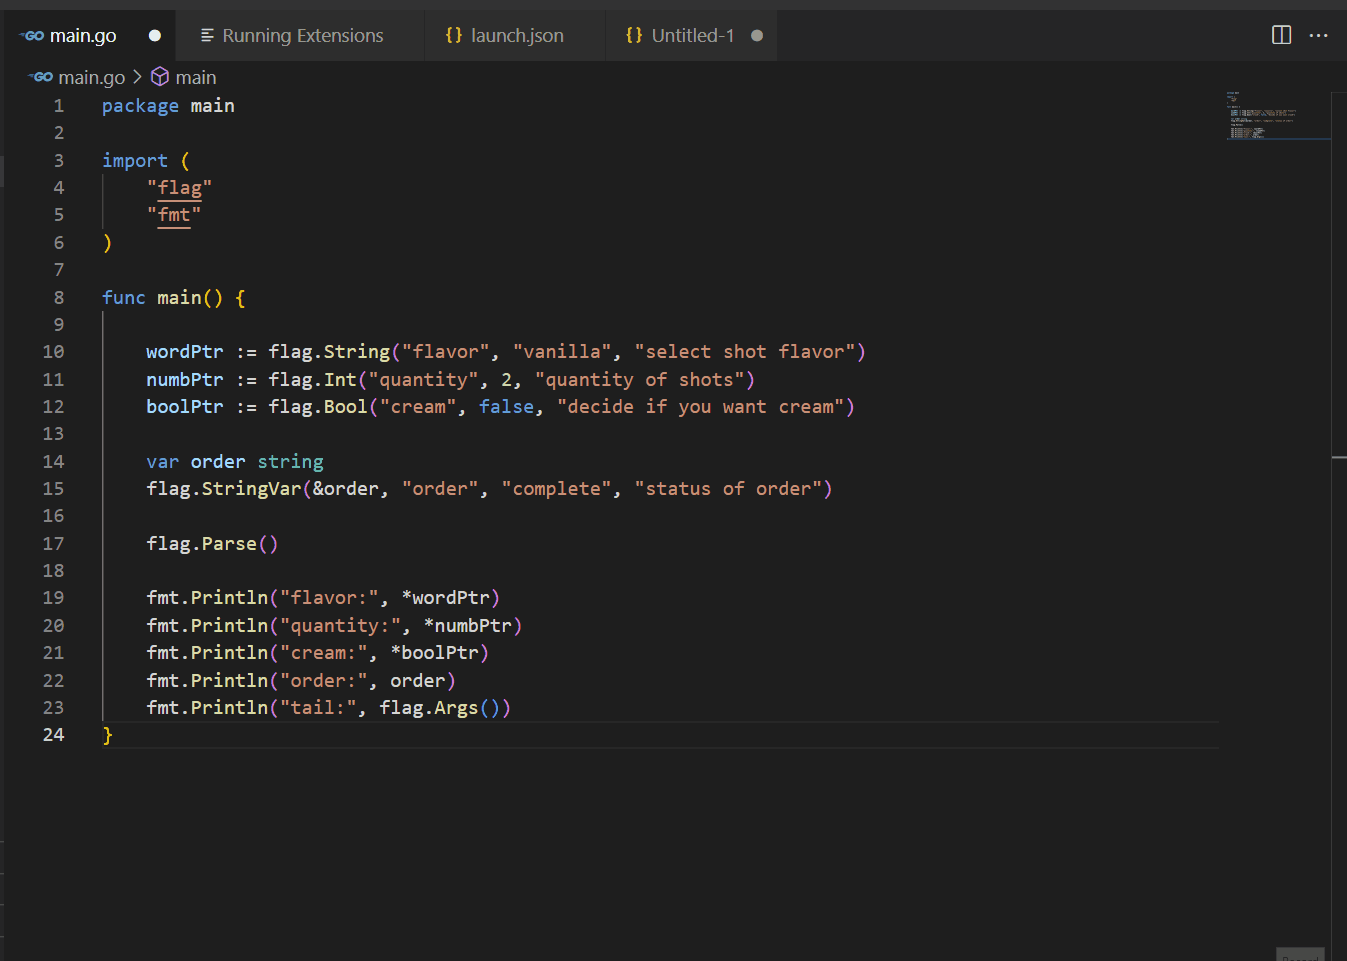 GO main.go ● Running Extensions {} launch.json {} Untitled-1 ● ...
GO main.go > main
1 package main
2
3 import (
4     "flag"
5     "fmt"
6 )
7
8 func main() {
9
10     wordPtr := flag.String("flavor", "vanilla", "select shot flavor")
11     numbPtr := flag.Int("quantity", 2, "quantity of shots")
12     boolPtr := flag.Bool("cream", false, "decide if you want cream")
13
14     var order string
15     flag.StringVar(&order, "order", "complete", "status of order")
16
17     flag.Parse()
18
19     fmt.Println("flavor:", *wordPtr)
20     fmt.Println("quantity:", *numbPtr)
21     fmt.Println("cream:", *boolPtr)
22     fmt.Println("order:", order)
23     fmt.Println("tail:", flag.Args())
24 }